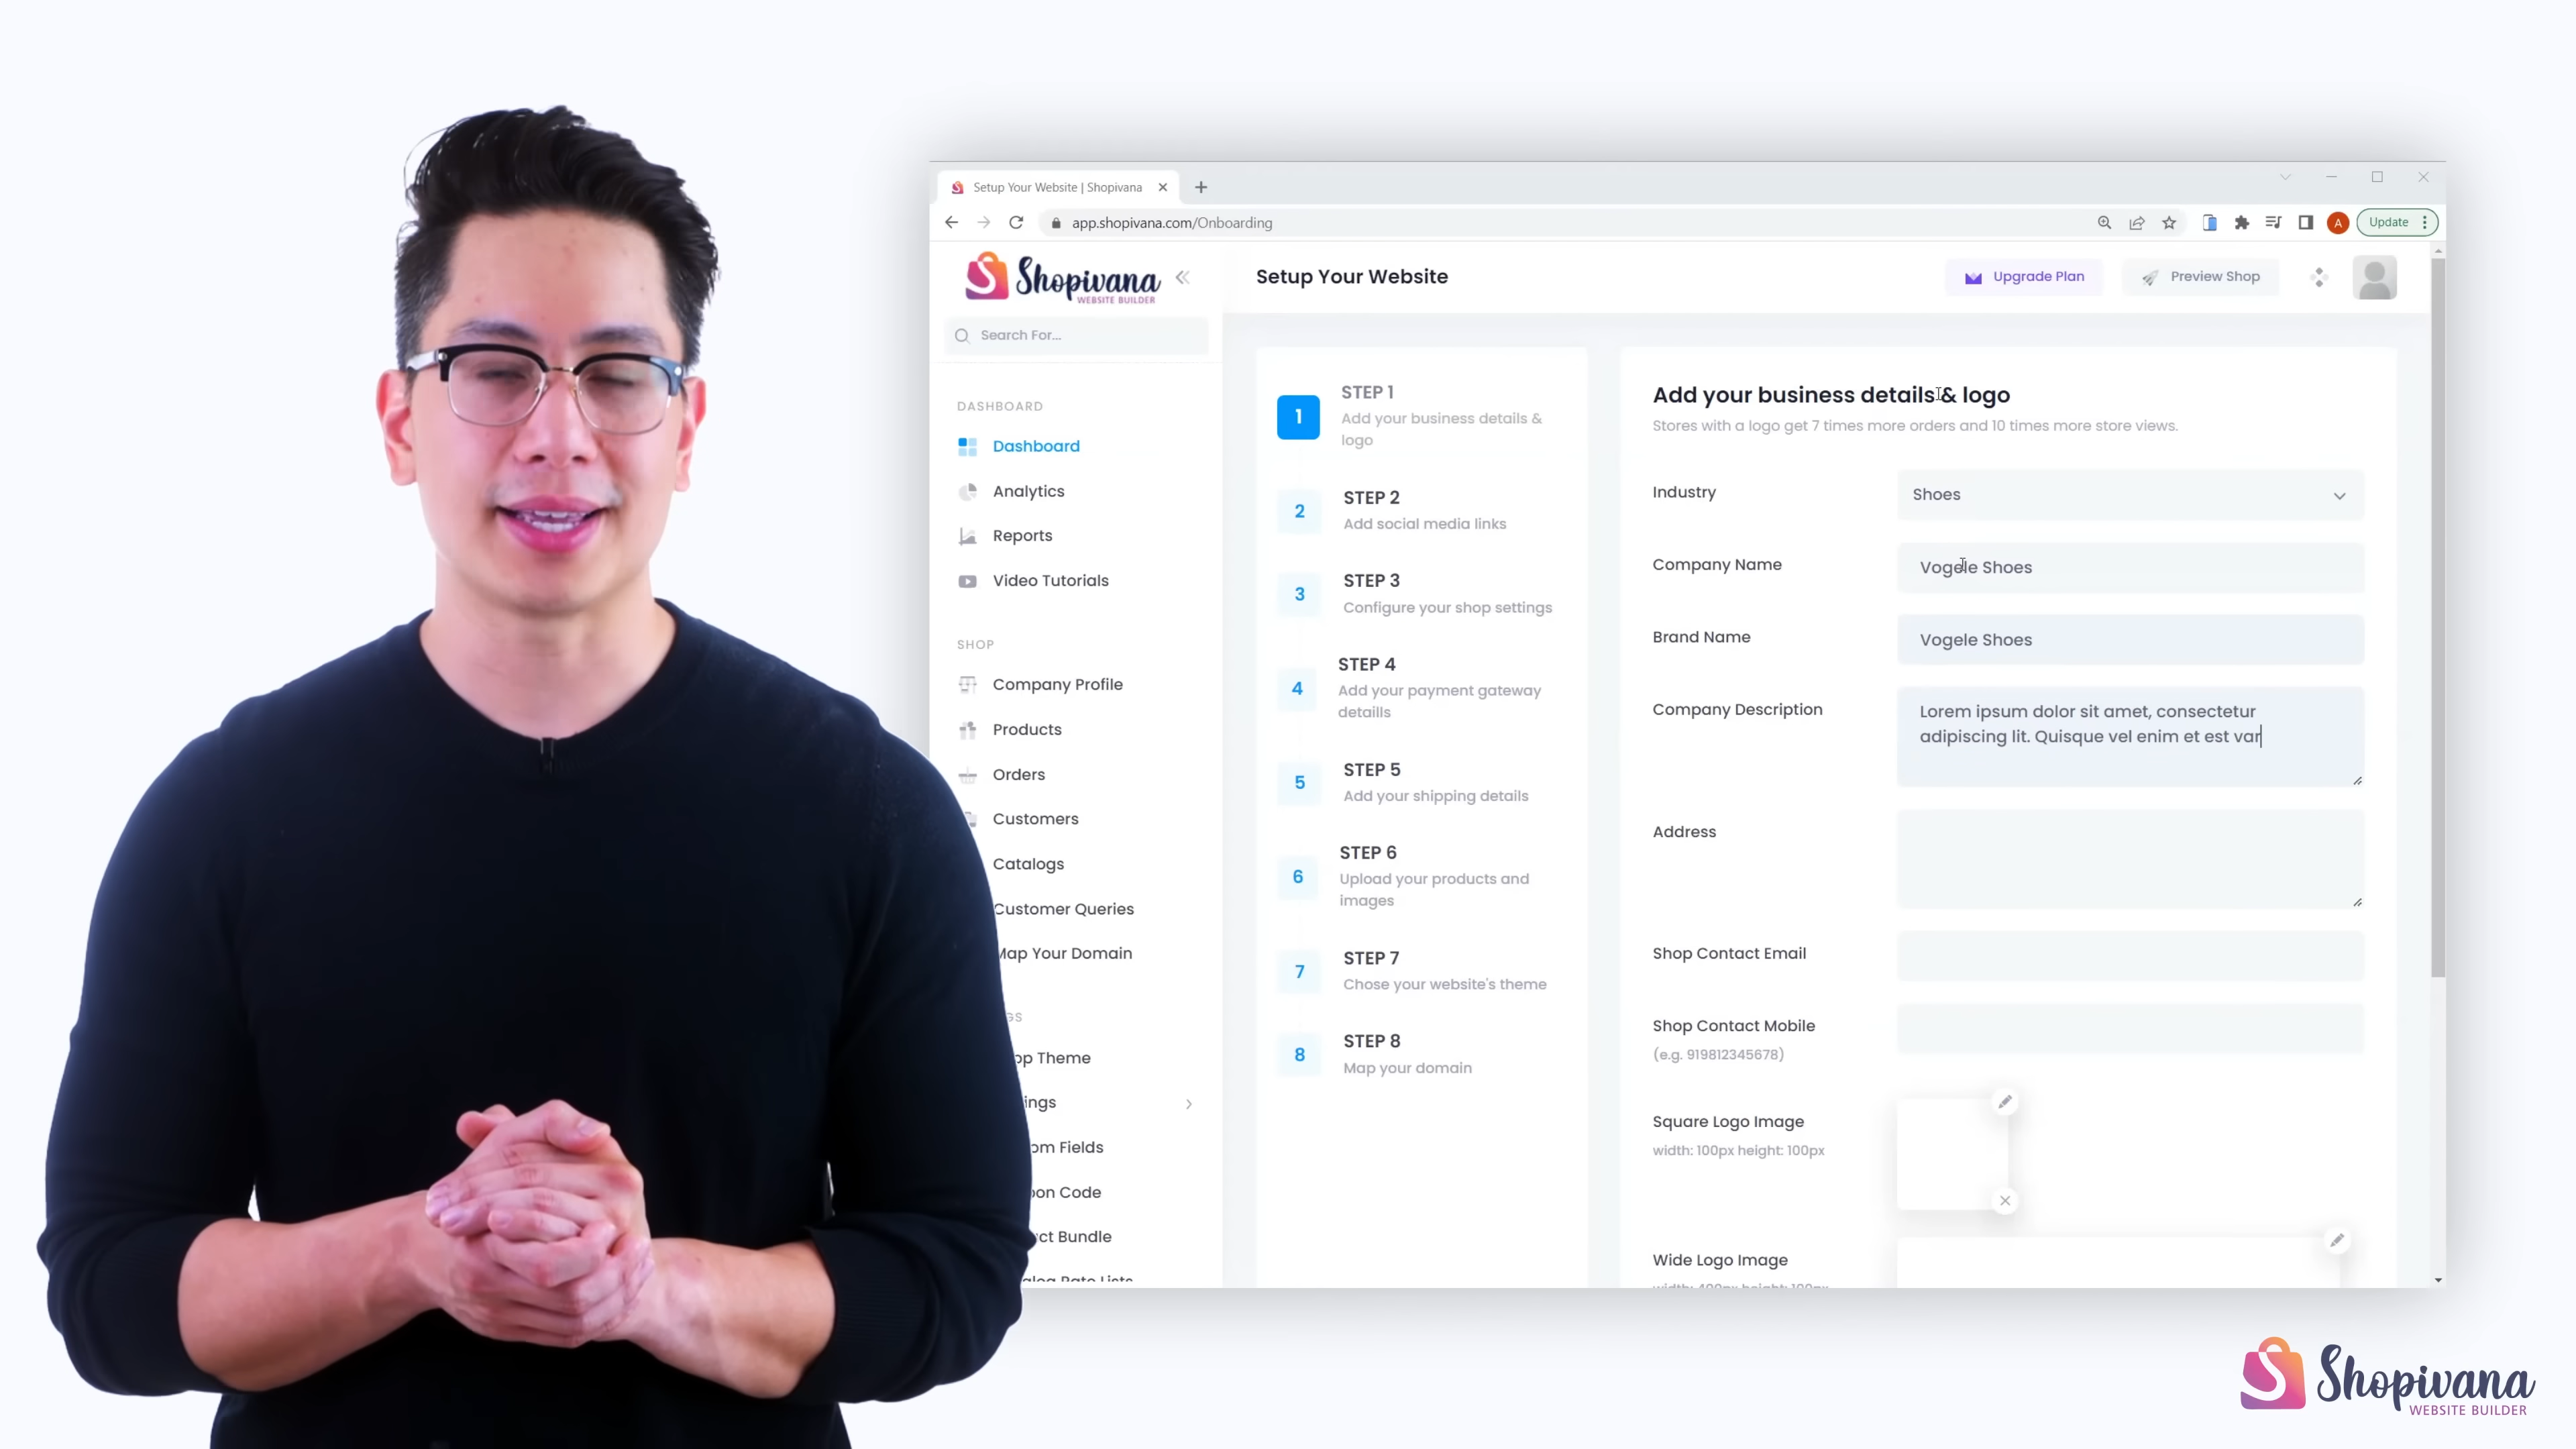 Setup Your Website | Shopivana
app.shopivana.com/Onboarding
A
Update
Shopivana
WEBSITE BUILDER
Setup Your Website
Upgrade Plan
Preview Shop
Search For...
DASHBOARD
Dashboard
Analytics
Reports
Video Tutorials
SHOP
Company Profile
Products
Orders
Customers
Catalogs
Customer Queries
Map Your Domain
GS
op Theme
ings
om Fields
on Code
ct Bundle
1
STEP 1
Add your business details &
logo
2
STEP 2
Add social media links
3
STEP 3
Configure your shop settings
4
STEP 4
Add your payment gateway
detaills
5
STEP 5
Add your shipping details
6
STEP 6
Upload your products and
images
7
STEP 7
Chose your website's theme
8
STEP 8
Map your domain
Add your business details & logo
Stores with a logo get 7 times more orders and 10 times more store views.
Industry
Shoes
Company Name
Vogele Shoes
Brand Name
Vogele Shoes
Company Description
Lorem ipsum dolor sit amet, consectetur
adipiscing lit. Quisque vel enim et est var
Address
Shop Contact Email
Shop Contact Mobile
(e.g. 919812345678)
Square Logo Image
width: 100px height: 100px
Wide Logo Image
Shopivana
WEBSITE BUILDER